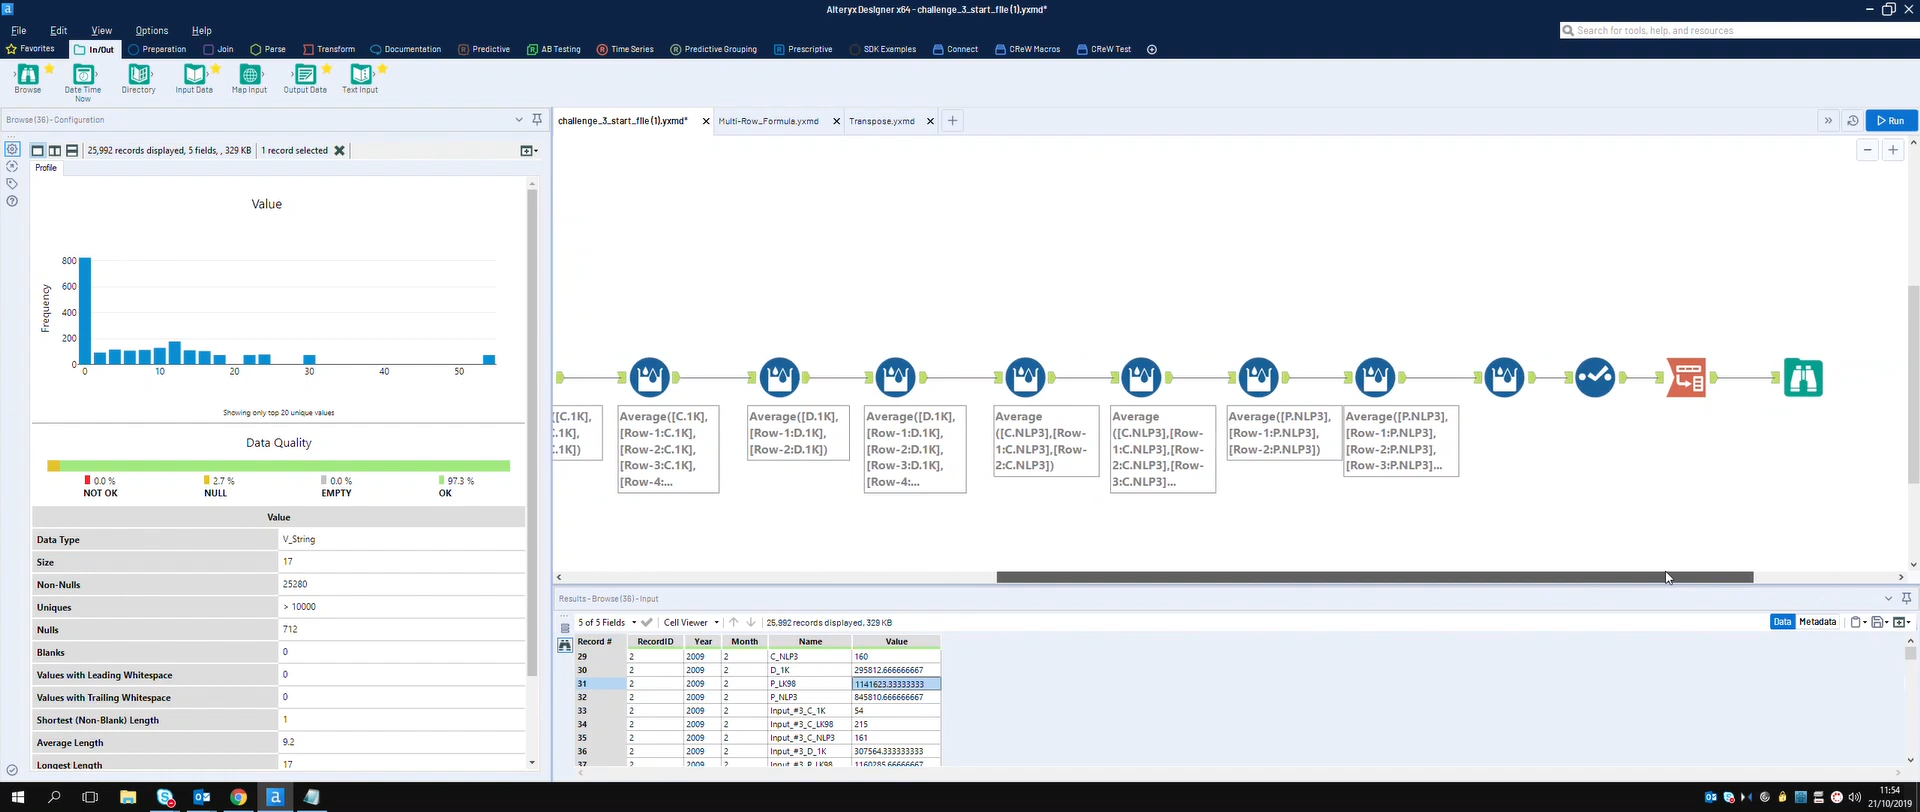 Alteryx Designer x64 - challenge_3_start_file (1).yxmd*
File Edit View Options Help
Search for tools, help, and resources
Favorites In/Out Preparation Join Parse Transform Documentation Predictive AB Testing Time Series Predictive Grouping Prescriptive SDK Examples Connect CReW Macros CReW Test
Browse Date Time Now Directory Input Data Map Input Output Data Text Input
Browse (36) - Configuration
challenge_3_start_file (1).yxmd* Multi-Row_Formula.yxmd Transpose.yxmd
Run
25,992 records displayed, 5 fields, , 329 KB 1 record selected
Profile
Value
Frequency
800
600
400
200
0
0 10 20 30 40 50
Showing only top 20 unique values
Data Quality
0.0 % 2.7 % 0.0 % 97.3 %
NOT OK NULL EMPTY OK
Value
Data Type V_String
Size 17
Non-Nulls 25280
Uniques > 10000
Nulls 712
Blanks 0
Values with Leading Whitespace 0
Values with Trailing Whitespace 0
Shortest (Non-Blank) Length 1
Average Length 9.2
Longest Length 17
([C.1K],
C.1K],
C.1K])
Average([C.1K],
[Row-1:C.1K],
[Row-2:C.1K],
[Row-3:C.1K],
[Row-4:...
Average([D.1K],
[Row-1:D.1K],
[Row-2:D.1K])
Average([D.1K],
[Row-1:D.1K],
[Row-2:D.1K],
[Row-3:D.1K],
[Row-4:...
Average
([C.NLP3],[Row-
1:C.NLP3],[Row-
2:C.NLP3])
Average
([C.NLP3],[Row-
1:C.NLP3],[Row-
2:C.NLP3],[Row-
3:C.NLP3]...
Average([P.NLP3],
[Row-1:P.NLP3],
[Row-2:P.NLP3])
Average([P.NLP3],
[Row-1:P.NLP3],
[Row-2:P.NLP3],
[Row-3:P.NLP3]...
Results - Browse (36) - Input
5 of 5 Fields Cell Viewer 25,992 records displayed, 329 KB Data Metadata
Record # RecordID Year Month Name Value
29 2 2009 2 C_NLP3 160
30 2 2009 2 D_1K 295812.666666667
31 2 2009 2 P_LK98 1141623.33333333
32 2 2009 2 P_NLP3 845810.666666667
33 2 2009 2 Input_#3_C_1K 54
34 2 2009 2 Input_#3_C_LK98 215
35 2 2009 2 Input_#3_C_NLP3 161
36 2 2009 2 Input_#3_D_1K 307564.333333333
37 2 2009 2 Input_#3_P_LK98 1160285.66666667
11:54
21/10/2019